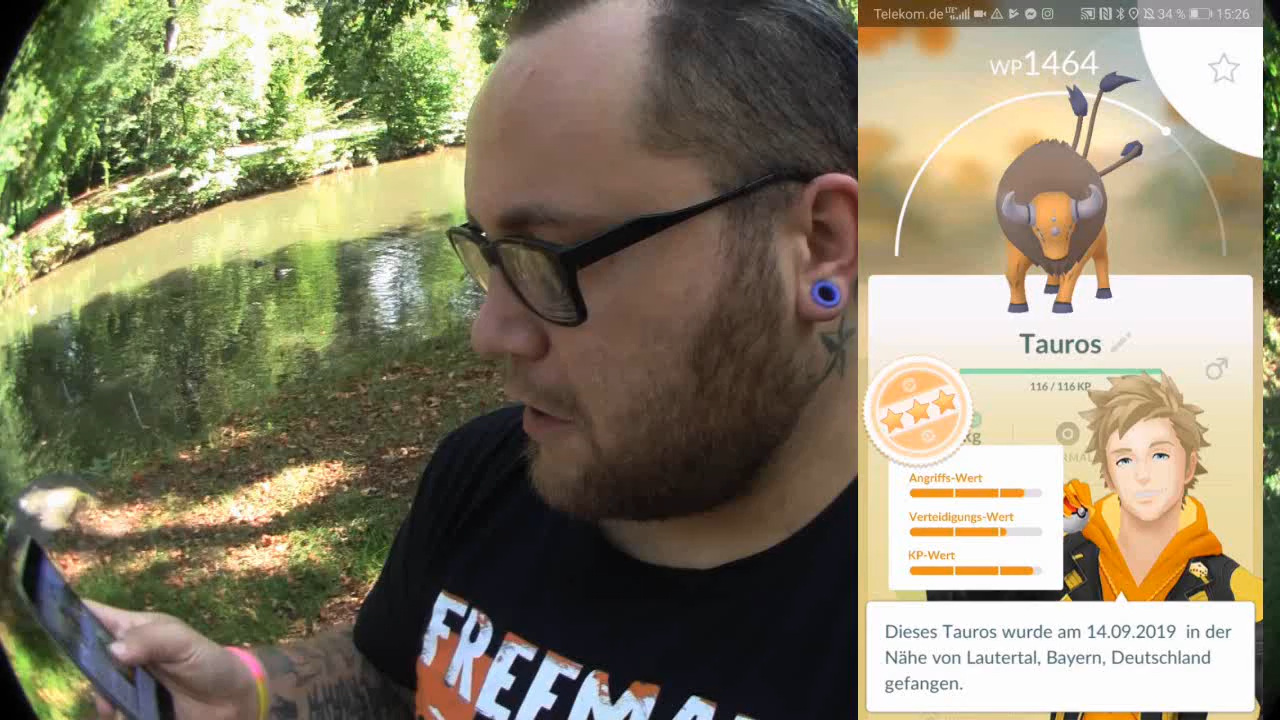 Telekom.de
34 % 15:26
WP1464
Tauros
116 / 116 KP
kg
Angriffs-Wert
Verteidigungs-Wert
KP-Wert
Dieses Tauros wurde am 14.09.2019 in der
Nähe von Lautertal, Bayern, Deutschland
gefangen.